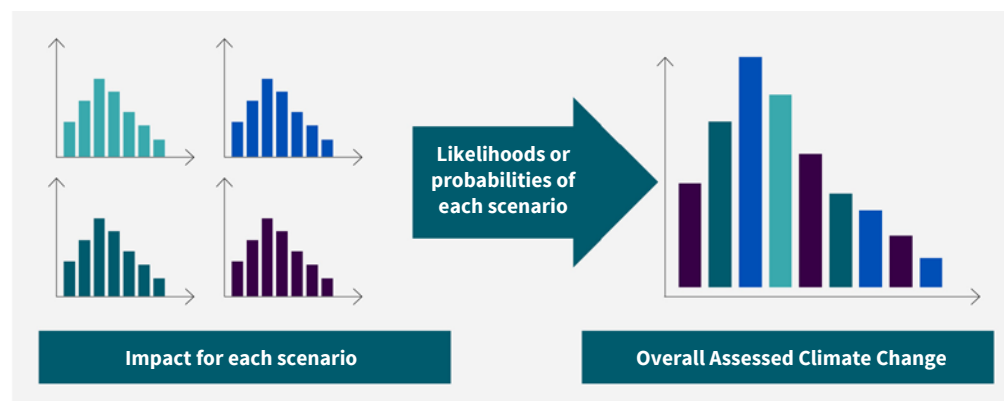 Likelihoods or
probabilities of
each scenario
Impact for each scenario
Overall Assessed Climate Change